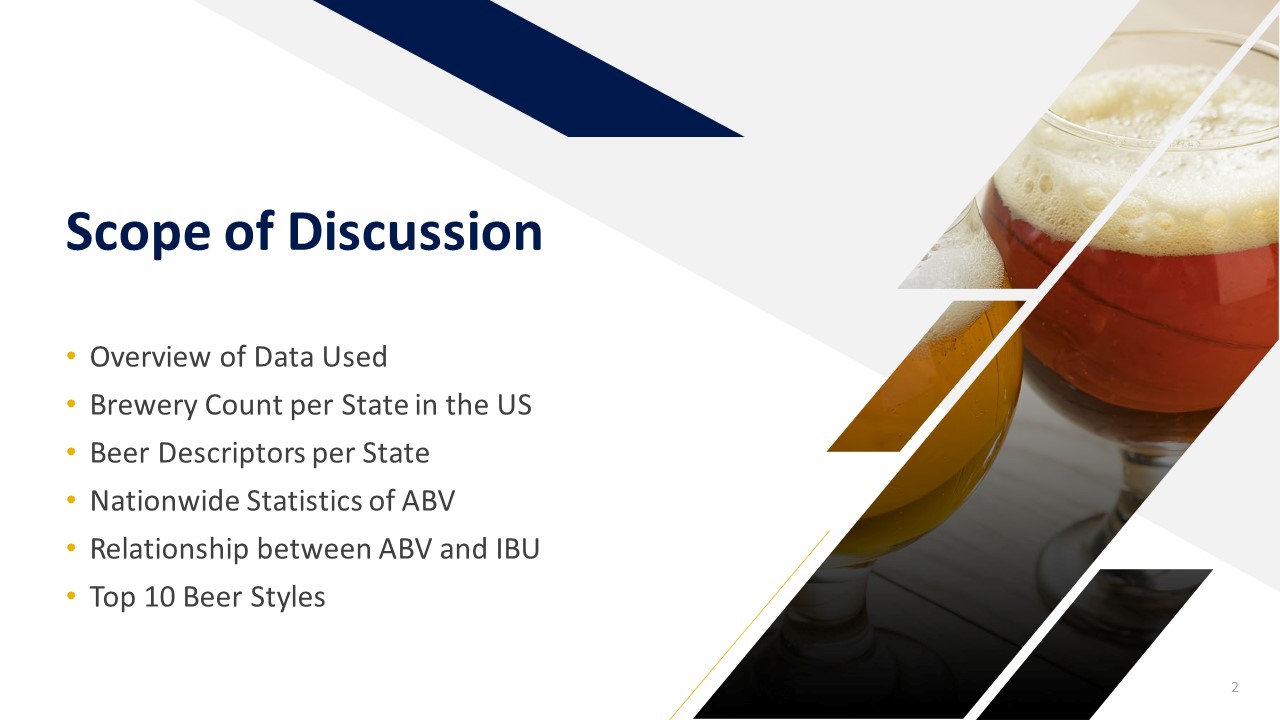 Scope of Discussion
• Overview of Data Used
• Brewery Count per State in the US
• Beer Descriptors per State
• Nationwide Statistics of ABV
• Relationship between ABV and IBU
• Top 10 Beer Styles
2